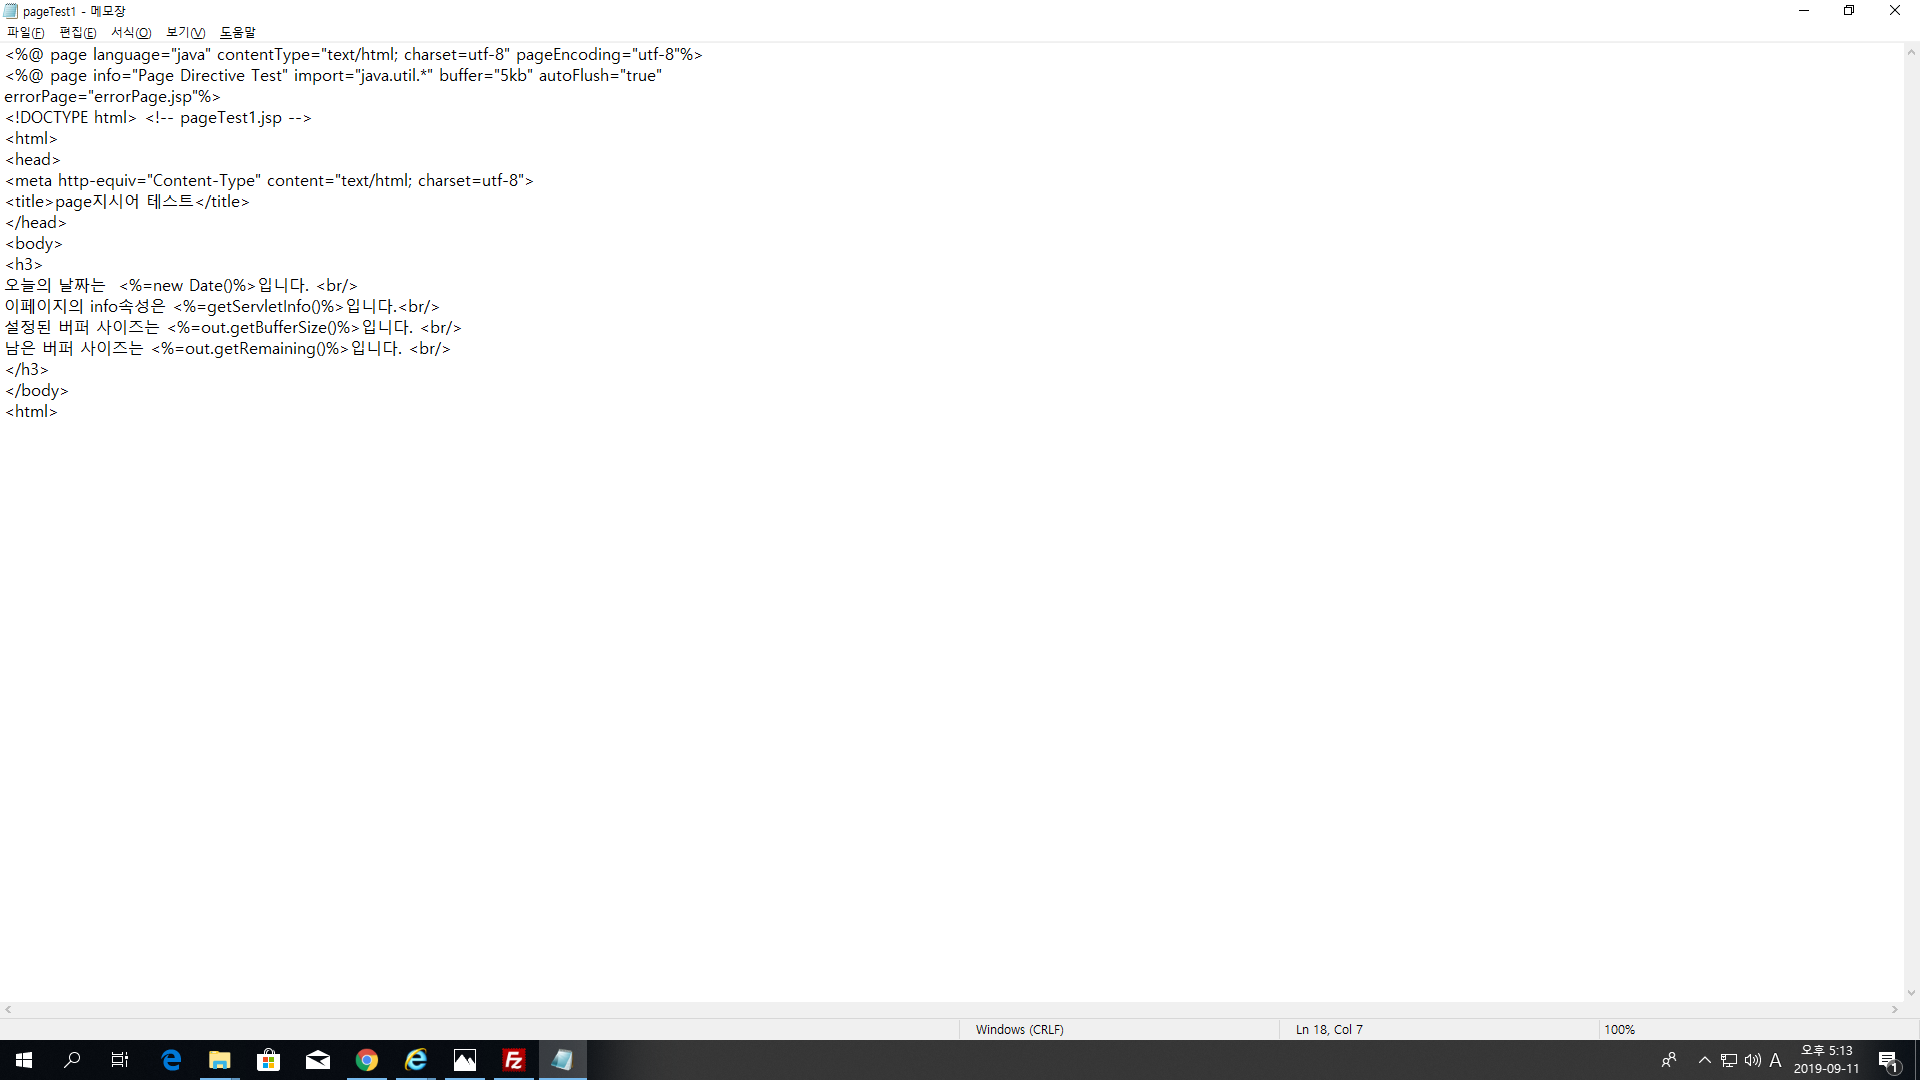 pageTest1 - 메모장
파일(F) 편집(E) 서식(O) 보기(V) 도움말
<%@ page language="java" contentType="text/html; charset=utf-8" pageEncoding="utf-8"%>
<%@ page info="Page Directive Test" import="java.util.*" buffer="5kb" autoFlush="true"
errorPage="errorPage.jsp"%>
<!DOCTYPE html> <!-- pageTest1.jsp -->
<html>
<head>
<meta http-equiv="Content-Type" content="text/html; charset=utf-8">
<title>page지시어 테스트</title>
</head>
<body>
<h3>
오늘의 날짜는  <%=new Date()%>입니다. <br/>
이페이지의 info속성은 <%=getServletInfo()%>입니다.<br/>
설정된 버퍼 사이즈는 <%=out.getBufferSize()%>입니다. <br/>
남은 버퍼 사이즈는 <%=out.getRemaining()%>입니다. <br/>
</h3>
</body>
<html>
Windows (CRLF) Ln 18, Col 7 100%
A 오후 5:13
2019-09-11
1